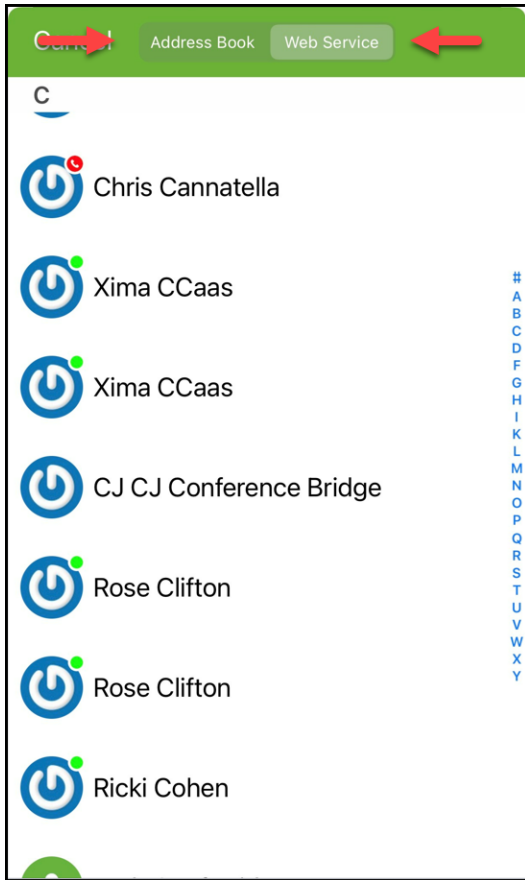 Cancel Address Book Web Service
C
Chris Cannatella
Xima CCaas
#
A
B
C
D
F
G
H
I
K
L
M
N
O
P
Q
R
S
T
U
V
W
X
Y
Xima CCaas
CJ CJ Conference Bridge
Rose Clifton
Rose Clifton
Ricki Cohen